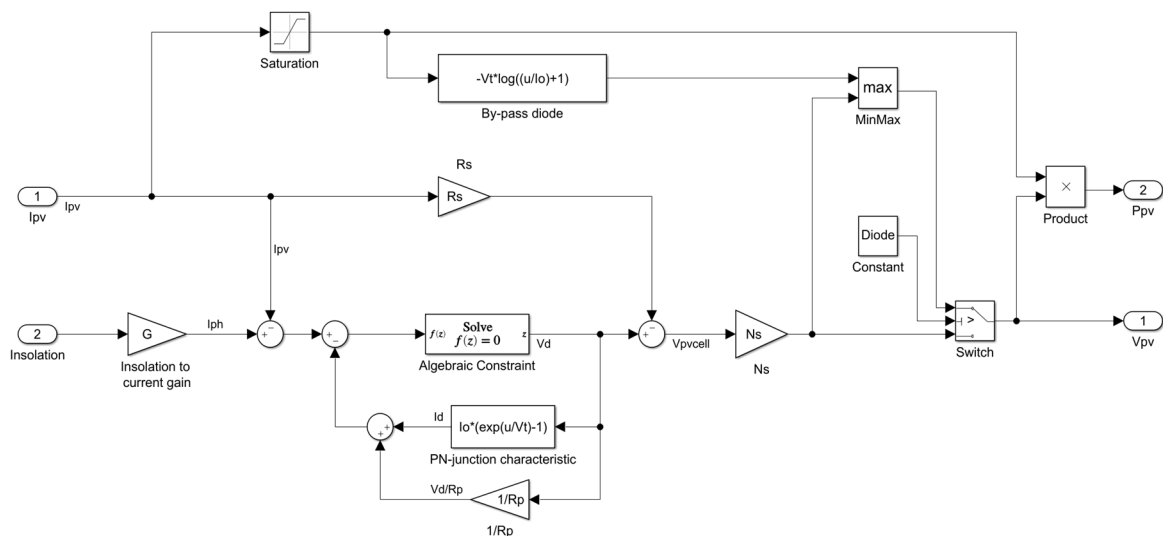 Saturation
-Vt*log((u/Io)+1)
By-pass diode
max
MinMax
Rs
1
Ipv
Ipv
Rs
×
Product
2
Ppv
Ipv
Diode
Constant
2
Insolation
G
Insolation to
current gain
Iph
+
−
+
−
f(z)
Solve
f(z) = 0
z
Algebraic Constraint
Vd
+
−
Vpvcell
Ns
Ns
>
Switch
1
Vpv
+
+
Id
Io*(exp(u/Vt)-1)
PN-junction characteristic
Vd/Rp
1/Rp
1/Rp